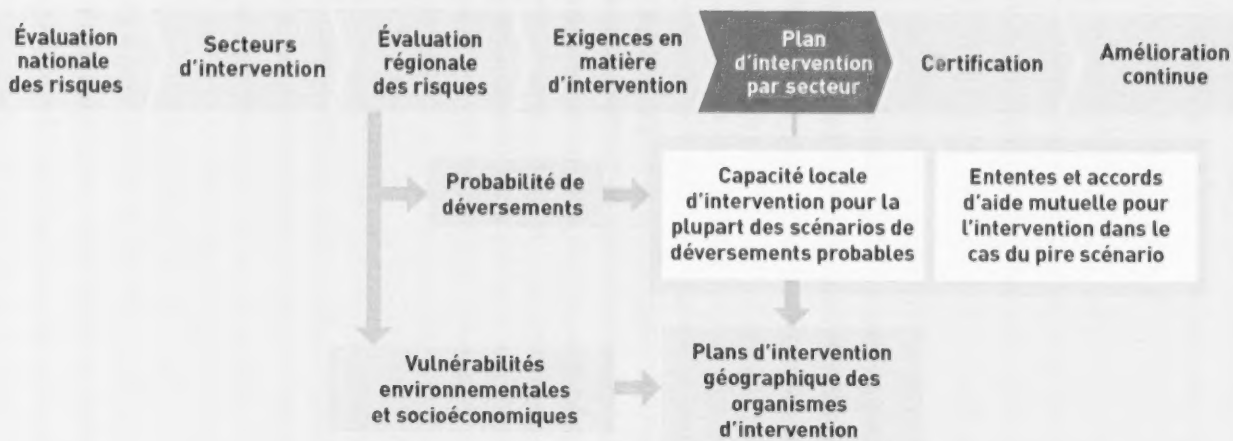 Évaluation
nationale
des risques
Secteurs
d'intervention
Évaluation
régionale
des risques
Exigences en
matière
d'intervention
Plan
d'intervention
par secteur
Certification
Amélioration
continue
Probabilité de
déversements
Capacité locale
d'intervention pour la
plupart des scénarios de
déversements probables
Ententes et accords
d'aide mutuelle pour
l'intervention dans le
cas du pire scénario
Vulnérabilités
environnementales
et socioéconomiques
Plans d'intervention
géographique des
organismes
d'intervention